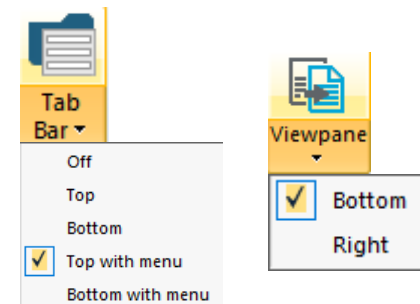 Tab
Bar
Off
Top
Bottom
Top with menu
Bottom with menu
Viewpane
Bottom
Right